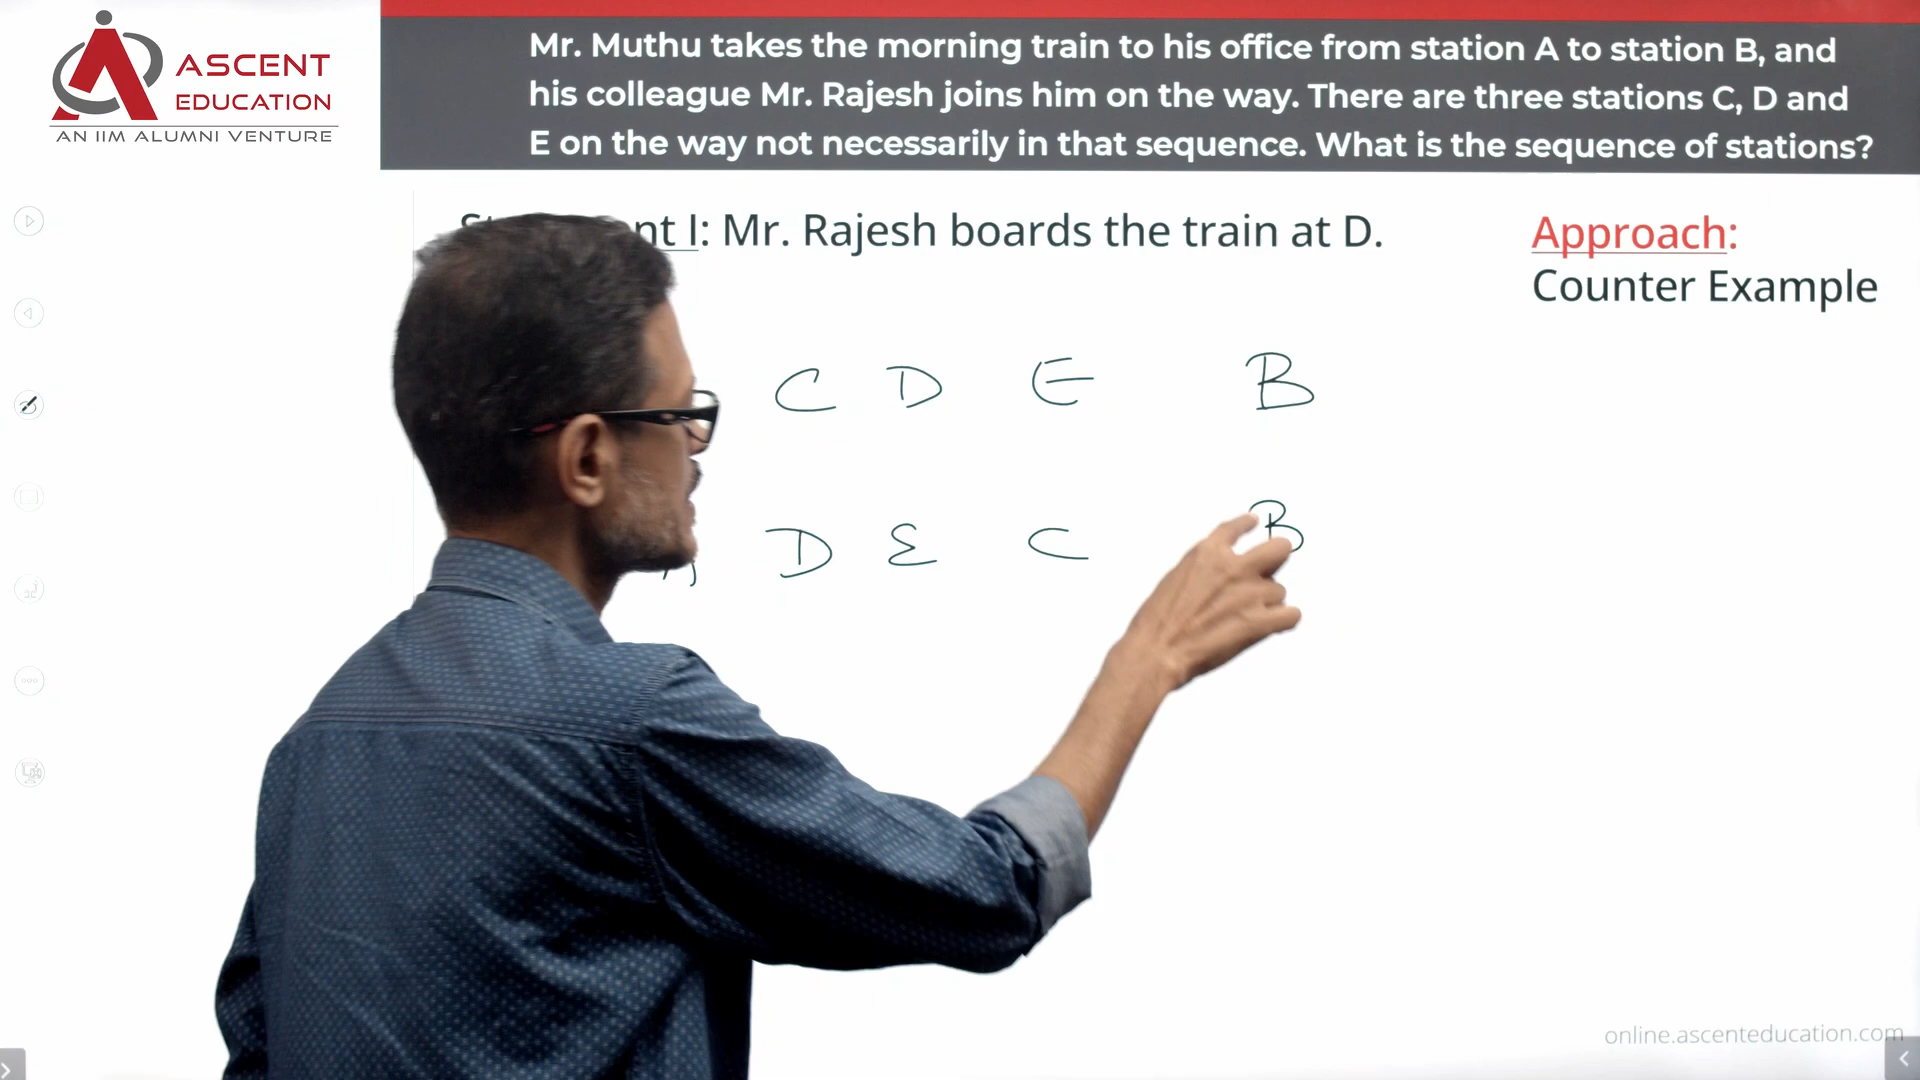 ASCENT
EDUCATION
AN IIM ALUMNI VENTURE
Mr. Muthu takes the morning train to his office from station A to station B, and
his colleague Mr. Rajesh joins him on the way. There are three stations C, D and
E on the way not necessarily in that sequence. What is the sequence of stations?
nt I: Mr. Rajesh boards the train at D.
Approach:
Counter Example
C D E B
D E C B
online.ascenteducation.com